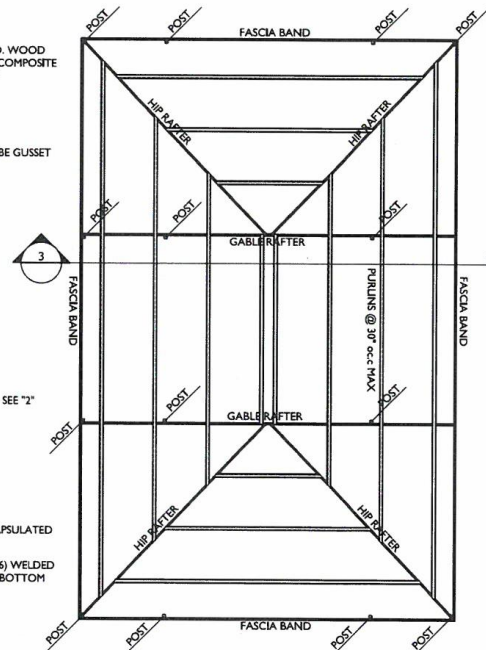 POST
POST
POST
POST
FASCIA BAND
. WOOD
COMPOSITE
HIP RAFTER
HIP RAFTER
BE GUSSET
POST
POST
POST
GABLE RAFTER
3
FASCIA BAND
PURLINS @ 30" oc.c MAX
FASCIA BAND
SEE "2"
POST
POST
GABLE RAFTER
POST
HIP RAFTER
HIP RAFTER
APSULATED
6) WELDED
BOTTOM
FASCIA BAND
POST
POST
POST
POST